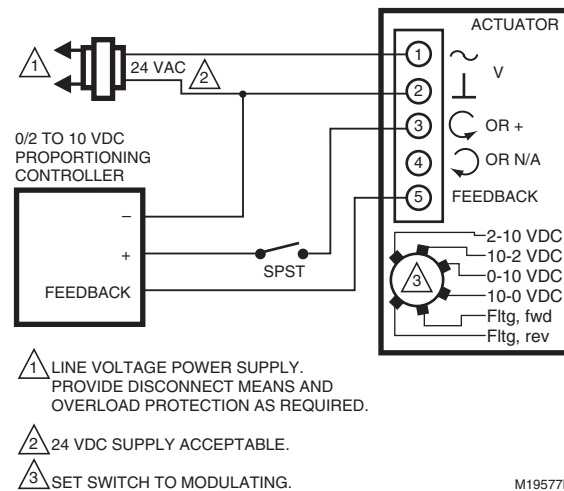 ACTUATOR
1
24 VAC
2
1
V
2
3
OR +
4
OR N/A
5
FEEDBACK
0/2 TO 10 VDC
PROPORTIONING
CONTROLLER
–
+
SPST
FEEDBACK
2-10 VDC
10-2 VDC
0-10 VDC
10-0 VDC
Fltg, fwd
Fltg, rev
3
1 LINE VOLTAGE POWER SUPPLY.
PROVIDE DISCONNECT MEANS AND
OVERLOAD PROTECTION AS REQUIRED.
2 24 VDC SUPPLY ACCEPTABLE.
3 SET SWITCH TO MODULATING.